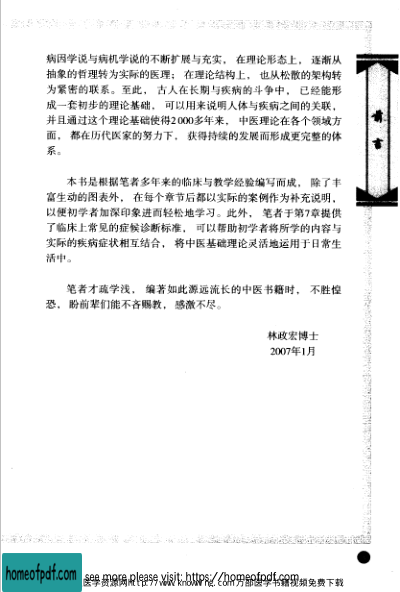 病因学说与病机学说的不断扩展与充实，在理论形态上，逐渐从
抽象的哲理转为实际的医理；在理论结构上，也从松散的架构转
为紧密的联系。至此，古人在长期与疾病的斗争中，已经能形
成一套初步的理论基础，可以用来说明人体与疾病之间的关联，
并且通过这个理论基础使得2000多年来，中医理论在各个领域方
面，都在历代医家的努力下，获得持续的发展而形成更完整的体
系。
本书是根据笔者多年来的临床与教学经验编写而成，除了丰
富生动的图表外，在每个章节后都以实际的案例作为补充说明，
以便初学者加深印象进而轻松地学习。此外，笔者于第7章提供
了临床上常见的症候诊断标准，可以帮助初学者将所学的内容与
实际的疾病症状相互结合，将中医基础理论灵活地运用于日常生
活中。
笔者才疏学浅，编著如此源远流长的中医书籍时，不胜惶
恐，盼前辈们能不吝赐教，感激不尽。
林政宏博士
2007年1月
前言
homeofpdf.com
see more please visit: https://homeofpdf.com
医学资源网http://www.knowing.com万部医学书籍视频免费下载